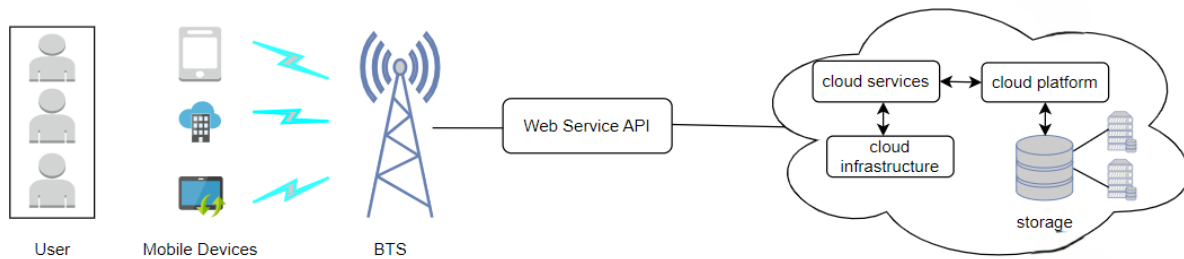 cloud services
cloud platform
Web Service API
cloud
infrastructure
storage
User
Mobile Devices
BTS